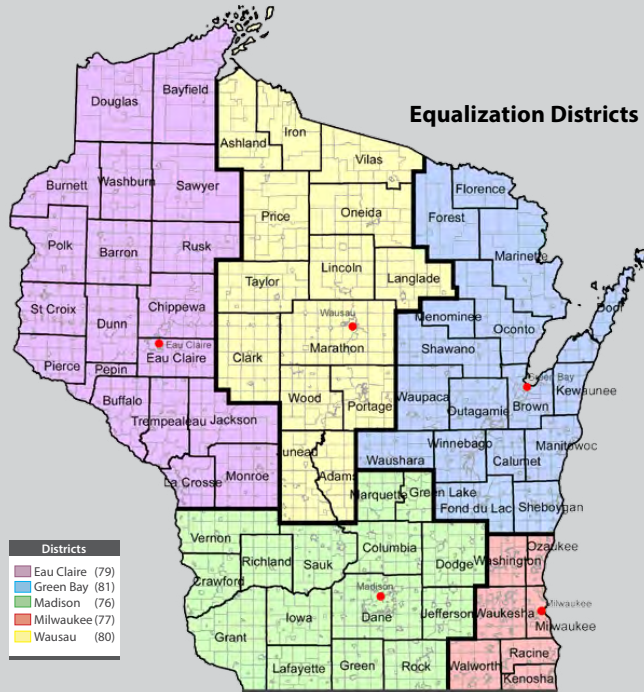 Equalization Districts
Douglas
Bayfield
Ashland
Iron
Vilas
Florence
Burnett
Washburn
Sawyer
Price
Oneida
Forest
Marinette
Polk
Barron
Rusk
Taylor
Lincoln
Langlade
St Croix
Dunn
Chippewa
Wausau
Menominee
Oconto
Door
Pierce
Pepin
Eau Claire
Eau Claire
Clark
Marathon
Shawano
Green Bay
Kewaunee
Buffalo
Trempealeau
Jackson
Wood
Portage
Waupaca
Outagamie
Brown
La Crosse
Monroe
Juneau
Adams
Waushara
Winnebago
Calumet
Manitowoc
Marquette
Green Lake
Fond du Lac
Sheboygan
Vernon
Richland
Sauk
Columbia
Dodge
Washington
Ozaukee
Crawford
Madison
Dane
Jefferson
Waukesha
Milwaukee
Milwaukee
Grant
Iowa
Lafayette
Green
Rock
Walworth
Racine
Kenosha
Districts
Eau Claire (79)
Green Bay (81)
Madison (76)
Milwaukee (77)
Wausau (80)